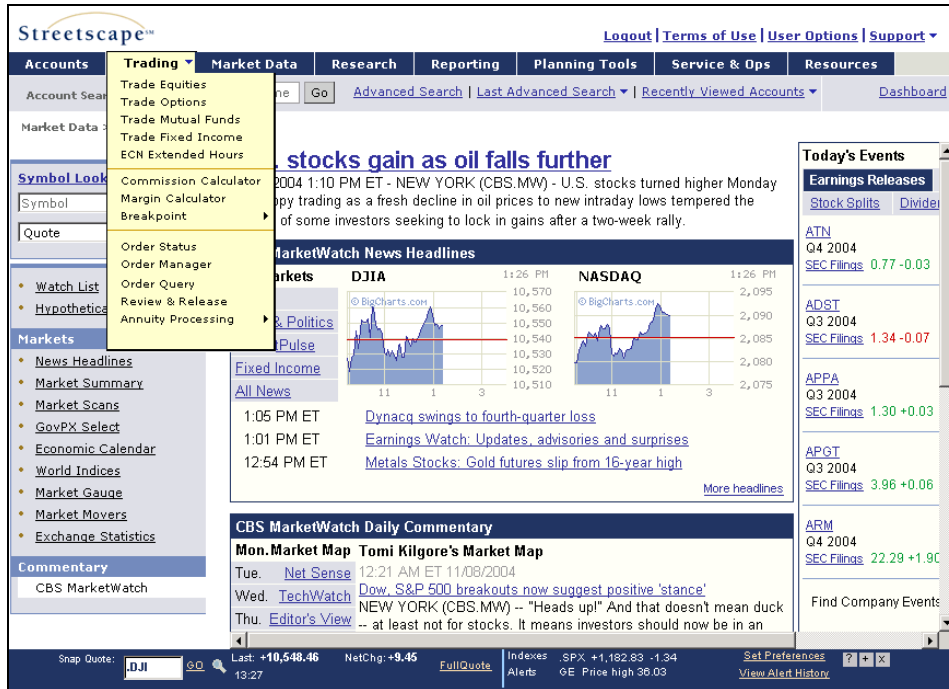 Streetscape℠
Logout | Terms of Use | User Options | Support
Accounts Trading Market Data Research Reporting Planning Tools Service & Ops Resources
Account Sear
me Go Advanced Search | Last Advanced Search | Recently Viewed Accounts Dashboard
Market Data >
Trade Equities
Trade Options
Trade Mutual Funds
Trade Fixed Income
ECN Extended Hours
Commission Calculator
Margin Calculator
Breakpoint
Order Status
Order Manager
Order Query
Review & Release
Annuity Processing
Symbol Look
Symbol
Quote
Watch List
Hypothetica
Markets
News Headlines
Market Summary
Market Scans
GovPX Select
Economic Calendar
World Indices
Market Gauge
Market Movers
Exchange Statistics
Commentary
CBS MarketWatch
. stocks gain as oil falls further
2004 1:10 PM ET - NEW YORK (CBS.MW) - U.S. stocks turned higher Monday
ppy trading as a fresh decline in oil prices to new intraday lows tempered the
of some investors seeking to lock in gains after a two-week rally.
MarketWatch News Headlines
arkets
& Politics
tPulse
Fixed Income
All News
DJIA 1:26 PM
© BigCharts.com
10,570
10,560
10,550
10,540
10,530
10,520
10,510
11 1 3
NASDAQ 1:26 PM
© BigCharts.com
2,095
2,090
2,085
2,080
2,075
11 1 3
1:05 PM ET Dynacq swings to fourth-quarter loss
1:01 PM ET Earnings Watch: Updates, advisories and surprises
12:54 PM ET Metals Stocks: Gold futures slip from 16-year high
More headlines
CBS MarketWatch Daily Commentary
Mon. Market Map
Tue. Net Sense
Wed. TechWatch
Thu. Editor's View
Tomi Kilgore's Market Map
12:21 AM ET 11/08/2004
Dow, S&P 500 breakouts now suggest positive 'stance'
NEW YORK (CBS.MW) -- "Heads up!" And that doesn't mean duck
-- at least not for stocks. It means investors should now be in an
Today's Events
Earnings Releases
Stock Splits Divide
ATN
Q4 2004
SEC Filings 0.77 -0.03
ADST
Q3 2004
SEC Filings 1.34 -0.07
APPA
Q3 2004
SEC Filings 1.30 +0.03
APGT
Q3 2004
SEC Filings 3.96 +0.06
ARM
Q4 2004
SEC Filings 22.29 +1.90
Find Company Events
Snap Quote: .DJI GO Last: +10,548.46 NetChg: +9.45 FullQuote
13:27
Indexes .SPX +1,182.83 -1.34
Alerts GE Price high 36.03
Set Preferences ? + X
View Alert History